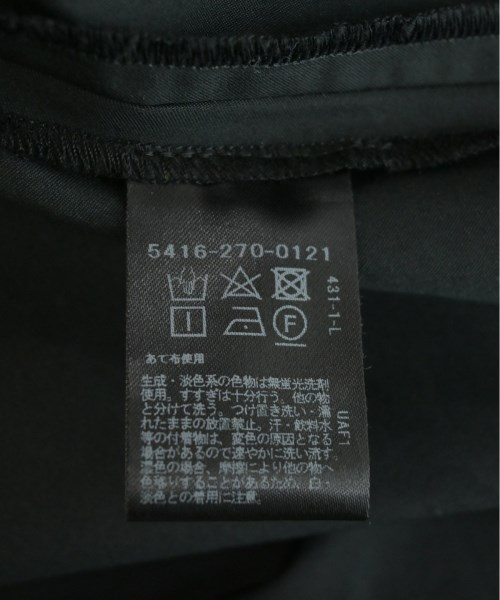 5416-270-0121
431-1-L
F
あて布使用
生成・淡色系の色物は無蛍光洗剤
使用。すすぎは十分行う。他の物
と分けて洗う。つけ置き洗い・濡
れたままの放置禁止。汗・飲料水
等の付着物は、変色の原因となる
場合があるので速やかに洗い流す。
濃色の場合、摩擦により他の物へ
色移りすることがあるため、白・
淡色との着用に注意。
UAF1